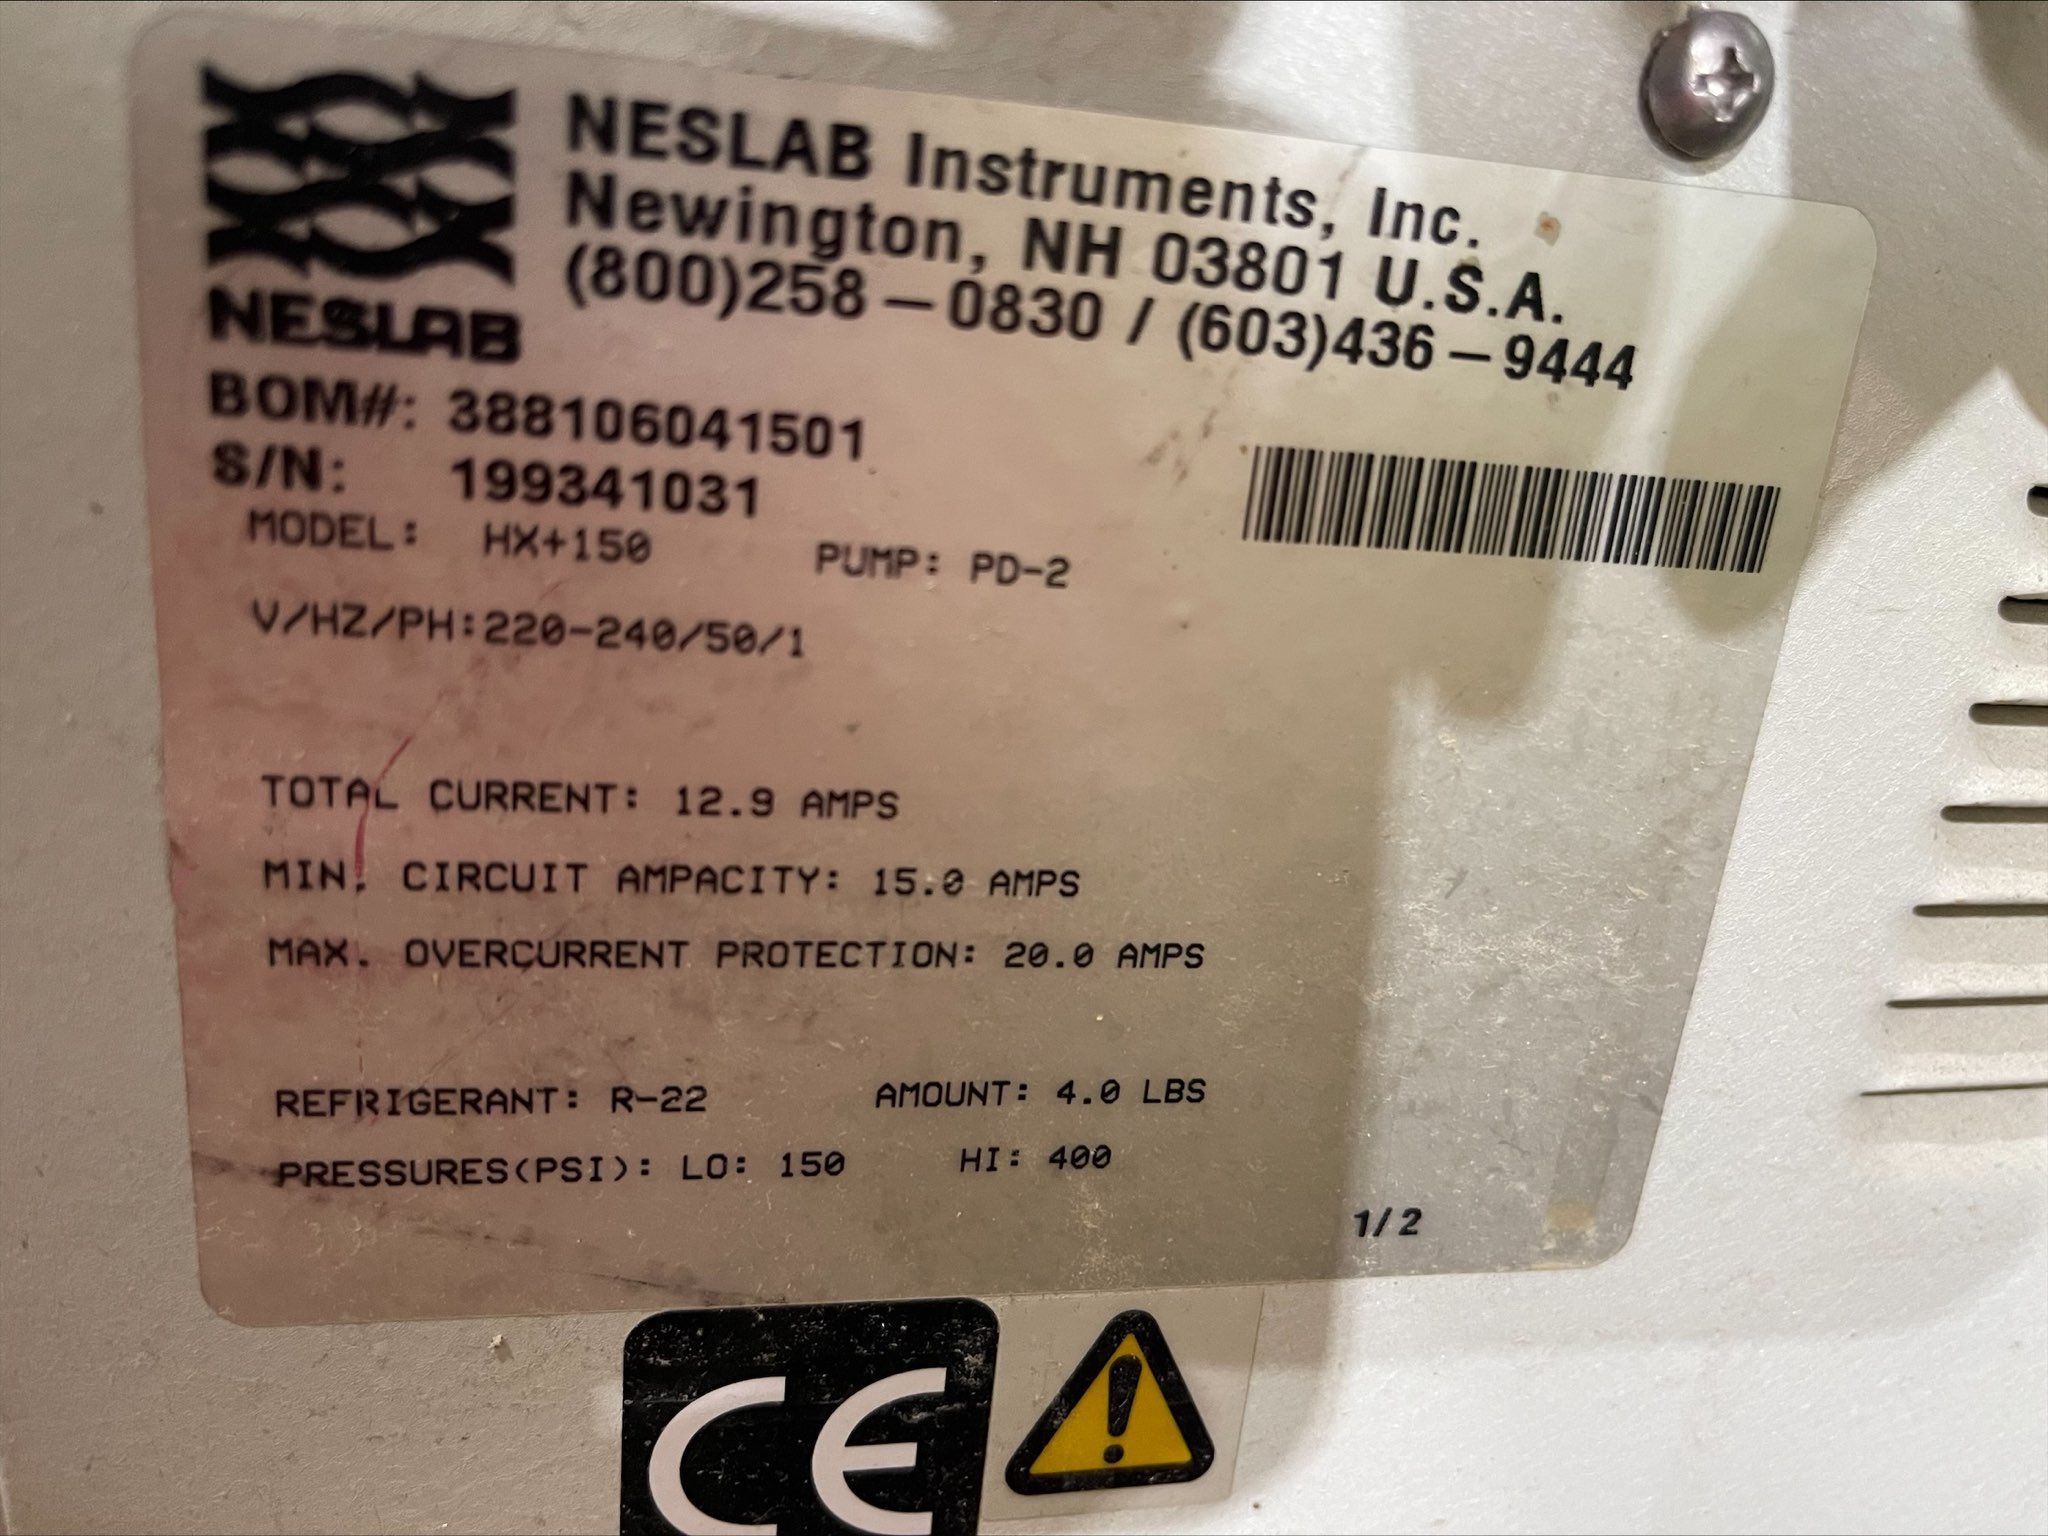 NESLAB Instruments, Inc.
Newington, NH 03801 U.S.A.
(800)258-0830 / (603)436-9444
NESLAB
BOM#: 388106041501
S/N: 199341031
MODEL: HX+150 PUMP: PD-2
V/HZ/PH:220-240/50/1
TOTAL CURRENT: 12.9 AMPS
MIN. CIRCUIT AMPACITY: 15.0 AMPS
MAX. OVERCURRENT PROTECTION: 20.0 AMPS
REFRIGERANT: R-22 AMOUNT: 4.0 LBS
PRESSURES(PSI): LO: 150 HI: 400
1/2
CE
!